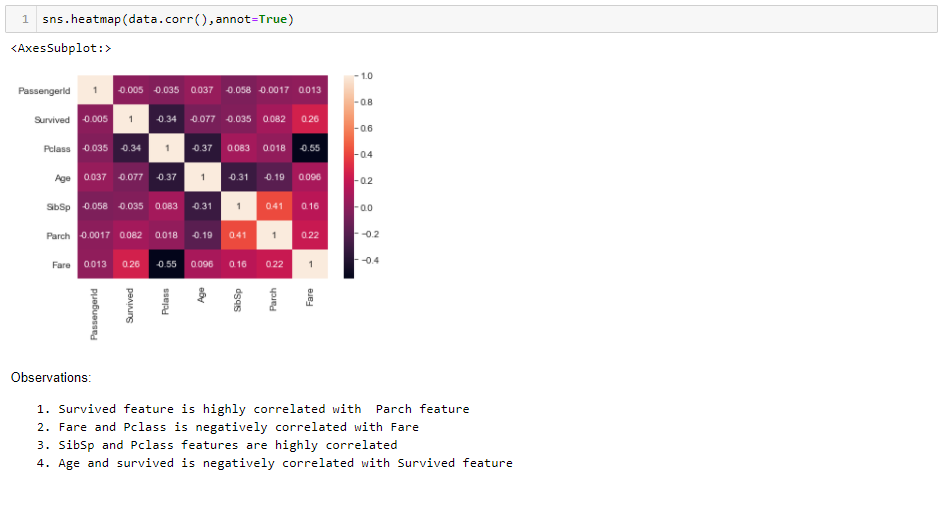 1 sns.heatmap(data.corr(),annot=True)
<AxesSubplot:>
1.0
PassengerId 1 -0.005 -0.035 0.037 -0.058 -0.0017 0.013
0.8
Survived -0.005 1 -0.34 -0.077 -0.035 0.082 0.26
0.6
Pclass -0.035 -0.34 1 -0.37 0.083 0.018 -0.55
0.4
Age 0.037 -0.077 -0.37 1 -0.31 -0.19 0.096
0.2
SibSp -0.058 -0.035 0.083 -0.31 1 0.41 0.16
0.0
Parch -0.0017 0.082 0.018 -0.19 0.41 1 0.22
-0.2
Fare 0.013 0.26 -0.55 0.096 0.16 0.22 1
-0.4
PassengerId
Survived
Pclass
Age
SibSp
Parch
Fare
Observations:
1. Survived feature is highly correlated with  Parch feature
2. Fare and Pclass is negatively correlated with Fare
3. SibSp and Pclass features are highly correlated
4. Age and survived is negatively correlated with Survived feature